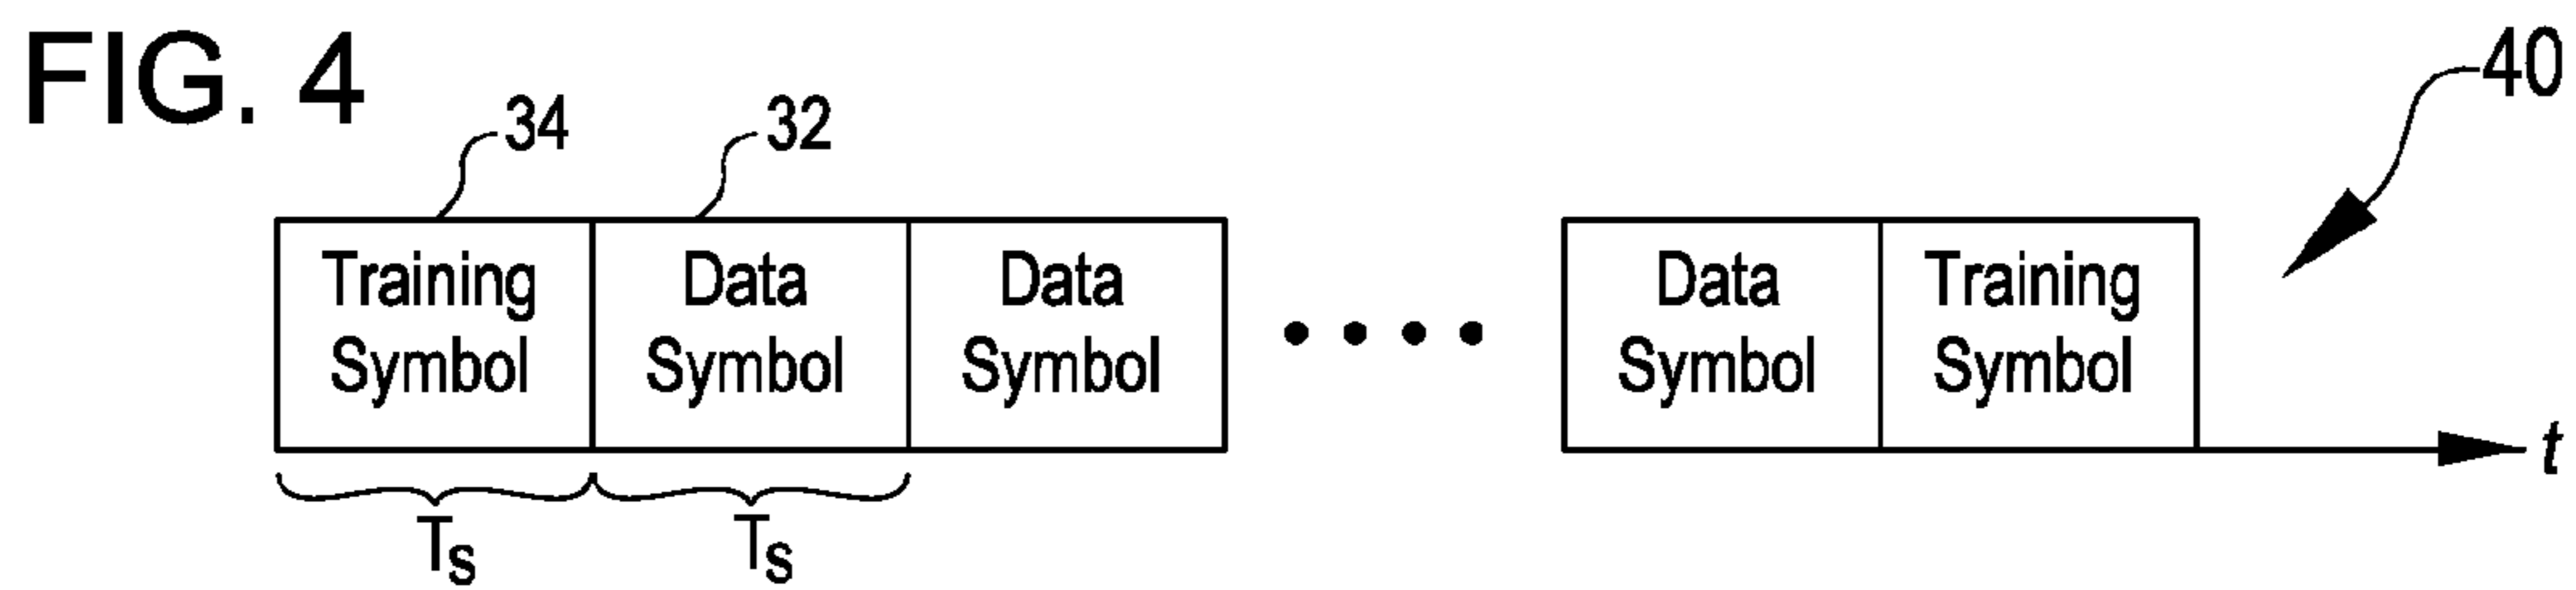 FIG. 4
34
32
40
Training
Symbol
Data
Symbol
Data
Symbol
Data
Symbol
Training
Symbol
t
Ts
Ts